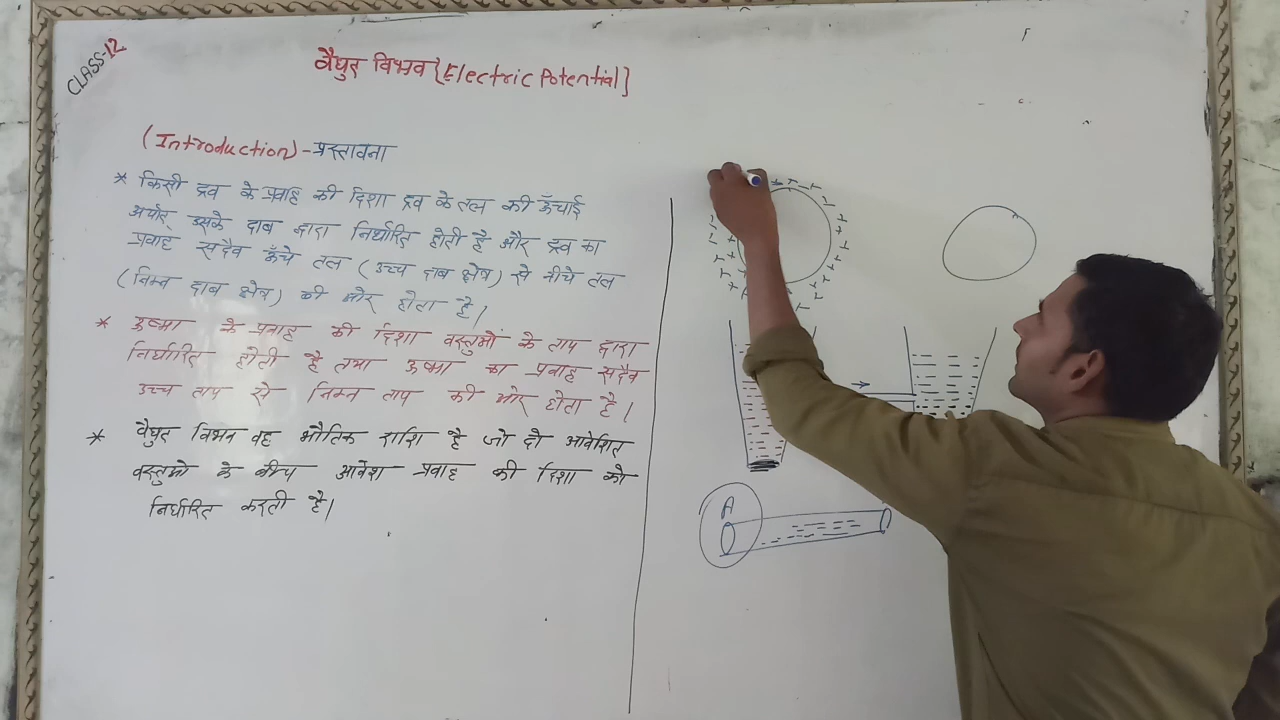 CLASS-12
वैधुत विभव {Electric Potential}
(Introduction) - प्रस्तावना
* किसी द्रव के प्रवाह की दिशा द्रव के तल की ऊँचाई
अर्थात् उसके दाब द्वारा निर्धारित होती है और द्रव का
प्रवाह सदैव ऊँचे तल (उच्च दाब क्षेत्र) से नीचे तल
(निम्न दाब क्षेत्र) की ओर होता है।
* ऊष्मा के प्रवाह की दिशा वस्तुओं के ताप द्वारा
निर्धारित होती है तथा ऊष्मा का प्रवाह सदैव
उच्च ताप से निम्न ताप की ओर होता है।
* वैधुत विभव वह भौतिक राशि है जो दो आवेशित
वस्तुओ के बीच आवेश प्रवाह की दिशा को
निर्धारित करती है।
A